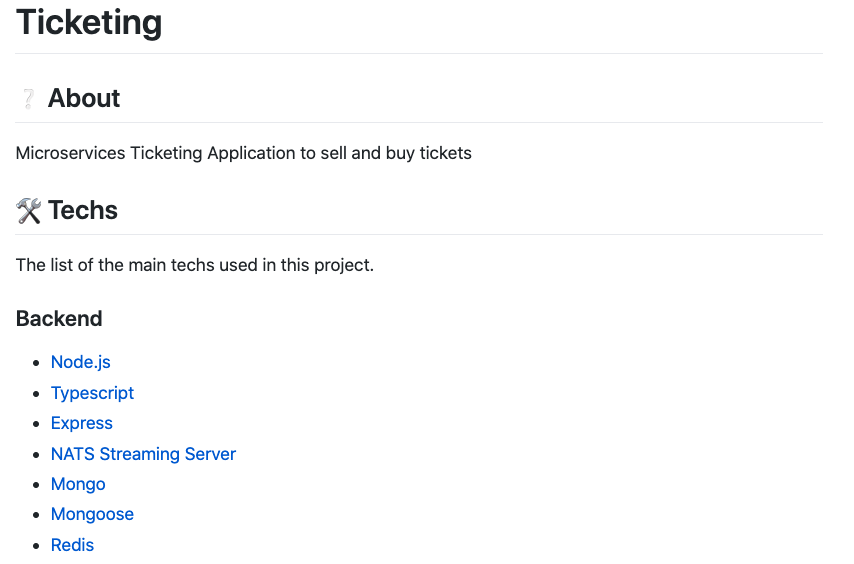 Ticketing
❔ About
Microservices Ticketing Application to sell and buy tickets
🛠 Techs
The list of the main techs used in this project.
Backend
• Node.js
• Typescript
• Express
• NATS Streaming Server
• Mongo
• Mongoose
• Redis